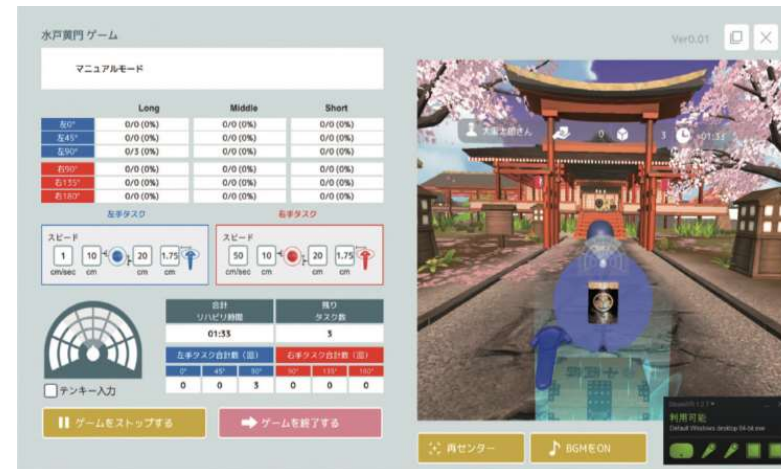 水戸黄門 ゲーム
Ver0.01
マニュアルモード
Long Middle Short
左0° 0/0 (0%) 0/0 (0%) 0/0 (0%)
左45° 0/0 (0%) 0/0 (0%) 0/0 (0%)
左90° 0/3 (0%) 0/0 (0%) 0/0 (0%)
右90° 0/0 (0%) 0/0 (0%) 0/0 (0%)
右135° 0/0 (0%) 0/0 (0%) 0/0 (0%)
右180° 0/0 (0%) 0/0 (0%) 0/0 (0%)
左手タスク 右手タスク
スピード スピード
1 10 20 1.75 50 10 20 1.75
cm/sec cm cm cm cm/sec cm cm cm
合計 残り
リハビリ時間 タスク数
01:33 3
左手タスク合計数(回) 右手タスク合計数(回)
0° 45° 90° 90° 135° 180°
0 0 3 0 0 0
テンキー入力
ゲームをストップする
ゲームを終了する
大阪太郎さん 0 3 01:33
再センター
BGMをON
利用可能